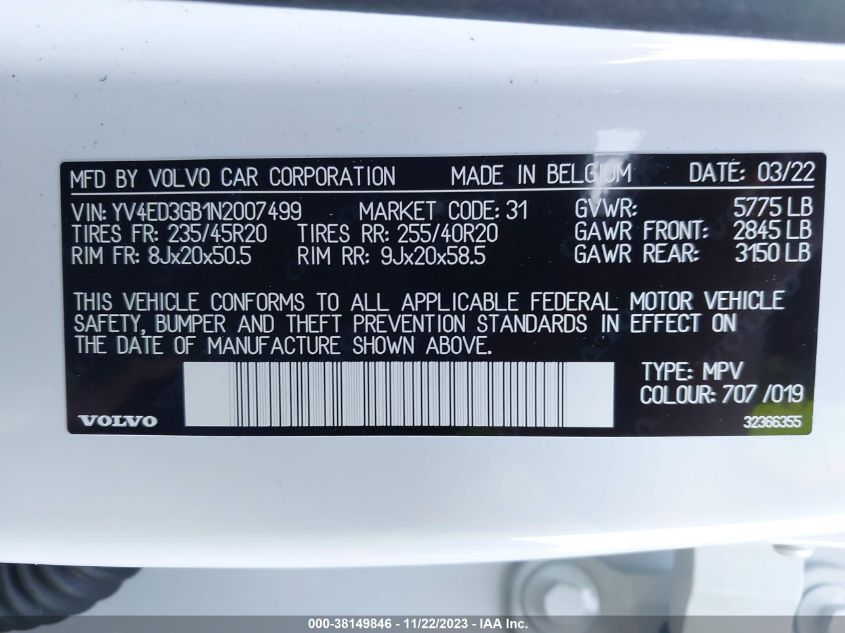 MFD BY VOLVO CAR CORPORATION MADE IN BELGIUM DATE: 03/22
VIN: YV4ED3GB1N2007499 MARKET CODE: 31 GVWR: 5775 LB
TIRES FR: 235/45R20 TIRES RR: 255/40R20 GAWR FRONT: 2845 LB
RIM FR: 8Jx20x50.5 RIM RR: 9Jx20x58.5 GAWR REAR: 3150 LB
THIS VEHICLE CONFORMS TO ALL APPLICABLE FEDERAL MOTOR VEHICLE
SAFETY, BUMPER AND THEFT PREVENTION STANDARDS IN EFFECT ON
THE DATE OF MANUFACTURE SHOWN ABOVE.
TYPE: MPV
COLOUR: 707 /019
VOLVO
32366355
000-38149846 - 11/22/2023 - IAA Inc.